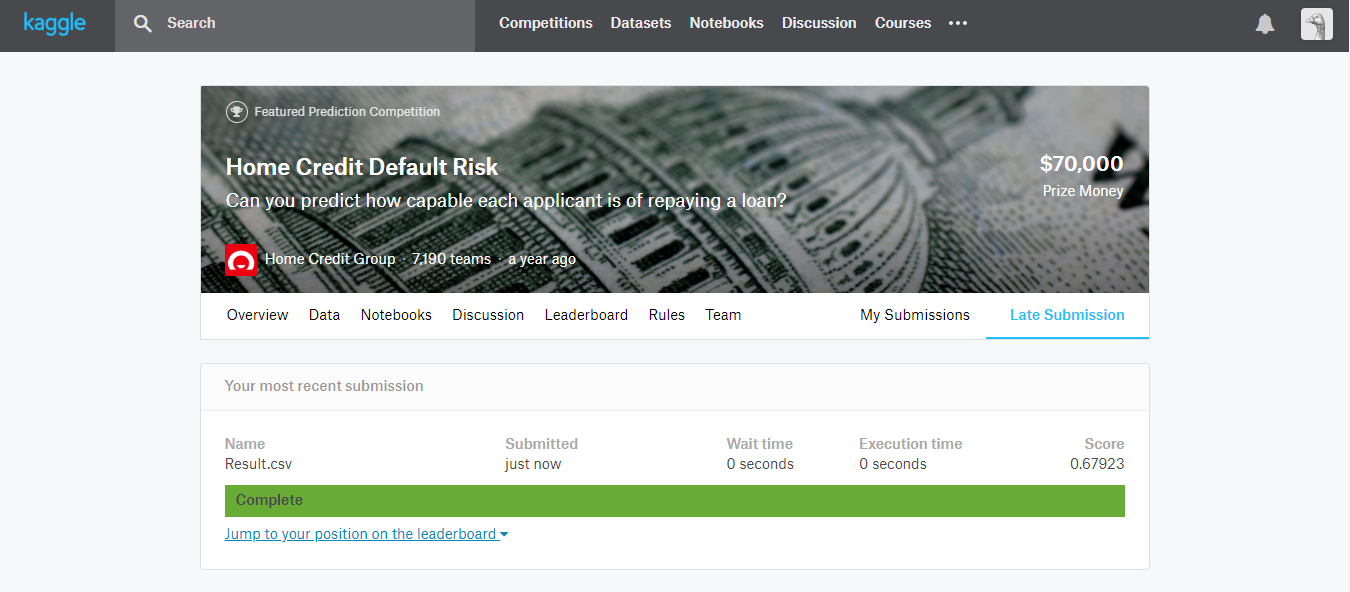 kaggle
Search
Competitions Datasets Notebooks Discussion Courses
Featured Prediction Competition
Home Credit Default Risk
Can you predict how capable each applicant is of repaying a loan?
$70,000
Prize Money
Home Credit Group · 7,190 teams · a year ago
Overview Data Notebooks Discussion Leaderboard Rules Team My Submissions Late Submission
Your most recent submission
Name Submitted Wait time Execution time Score
Result.csv just now 0 seconds 0 seconds 0.67923
Complete
Jump to your position on the leaderboard